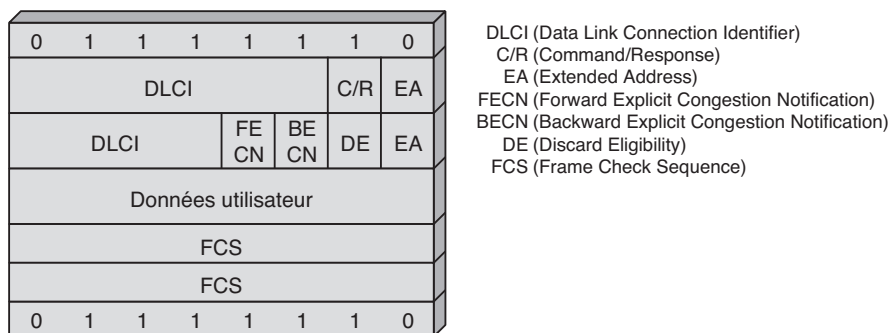 0 1 1 1 1 1 1 0
DLCI C/R EA
DLCI FE CN BE CN DE EA
Données utilisateur
FCS
FCS
0 1 1 1 1 1 1 0
DLCI (Data Link Connection Identifier)
C/R (Command/Response)
EA (Extended Address)
FECN (Forward Explicit Congestion Notification)
BECN (Backward Explicit Congestion Notification)
DE (Discard Eligibility)
FCS (Frame Check Sequence)